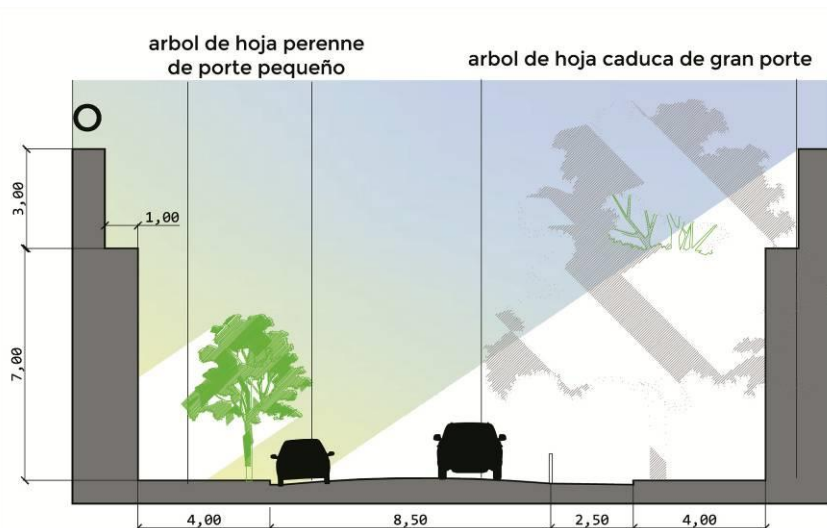 arbol de hoja perenne
de porte pequeño
arbol de hoja caduca de gran porte
O
3,00
1,00
7,00
4,00
8,50
2,50
4,00